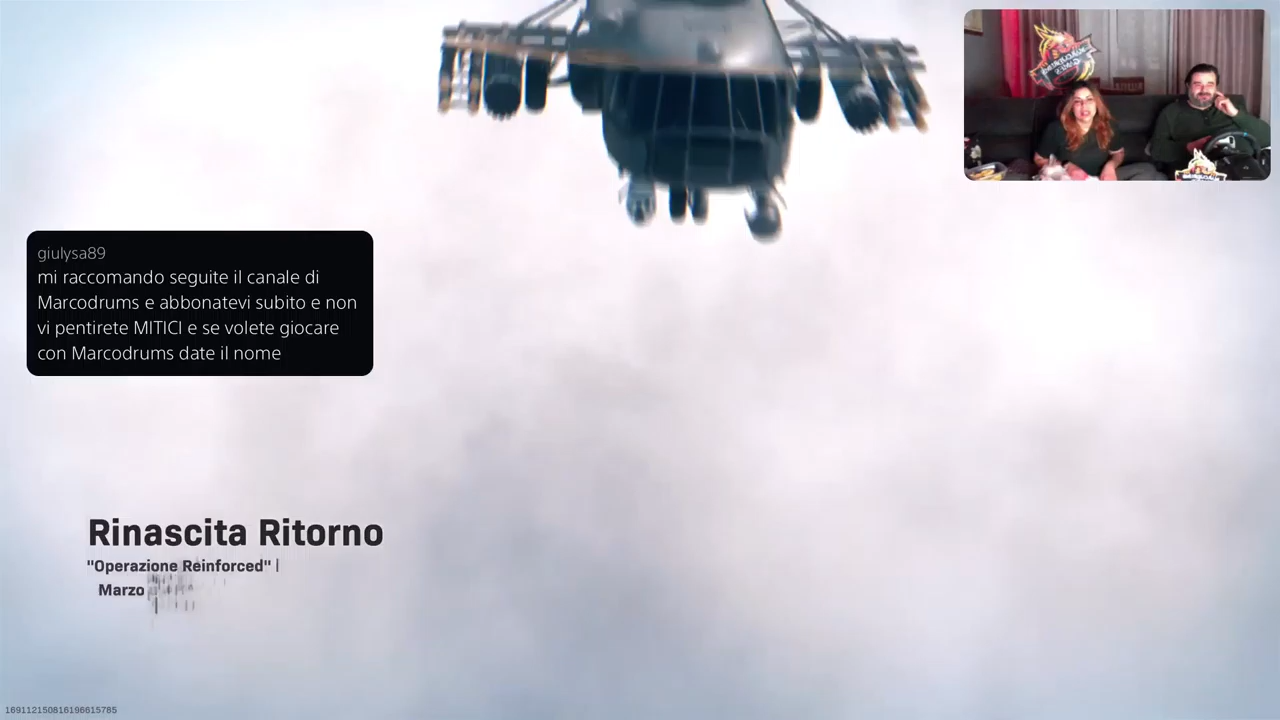 giulysa89
mi raccomando seguite il canale di
Marcodrums e abbonatevi subito e non
vi pentirete MITICI e se volete giocare
con Marcodrums date il nome
Rinascita Ritorno
"Operazione Reinforced" |
Marzo
169112150816196615785